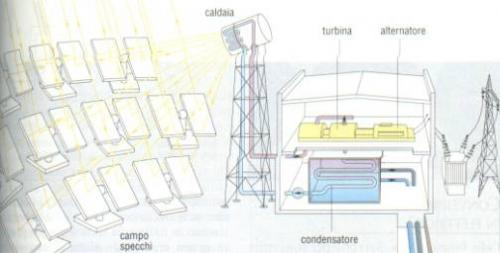 caldaia
turbina
alternatore
campo
specchi
condensatore